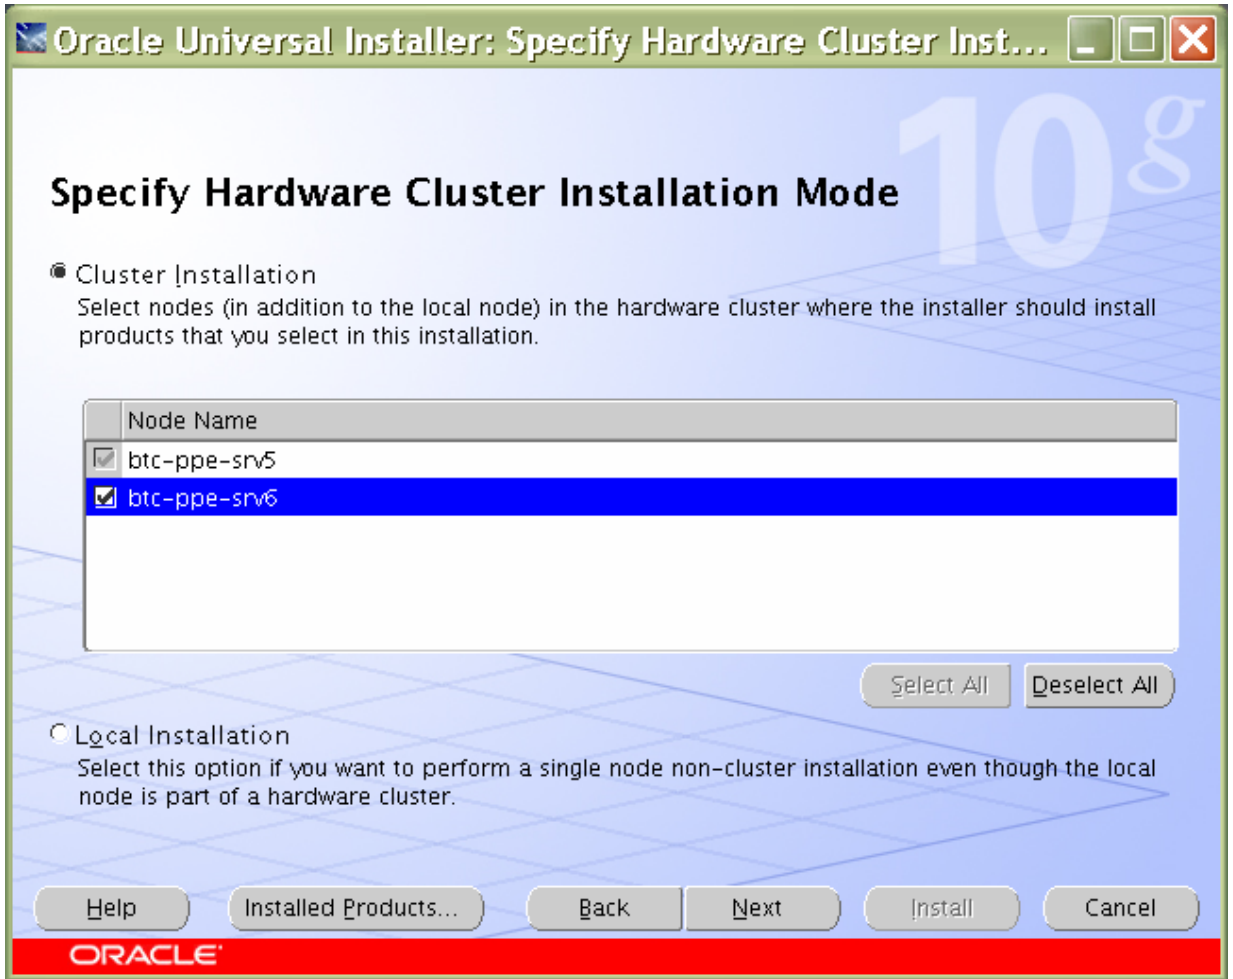 Oracle Universal Installer: Specify Hardware Cluster Inst...
10g
Specify Hardware Cluster Installation Mode
Cluster Installation
Select nodes (in addition to the local node) in the hardware cluster where the installer should install
products that you select in this installation.
Node Name
btc-ppe-srv5
btc-ppe-srv6
Select All Deselect All
Local Installation
Select this option if you want to perform a single node non-cluster installation even though the local
node is part of a hardware cluster.
Help Installed Products... Back Next Install Cancel
ORACLE